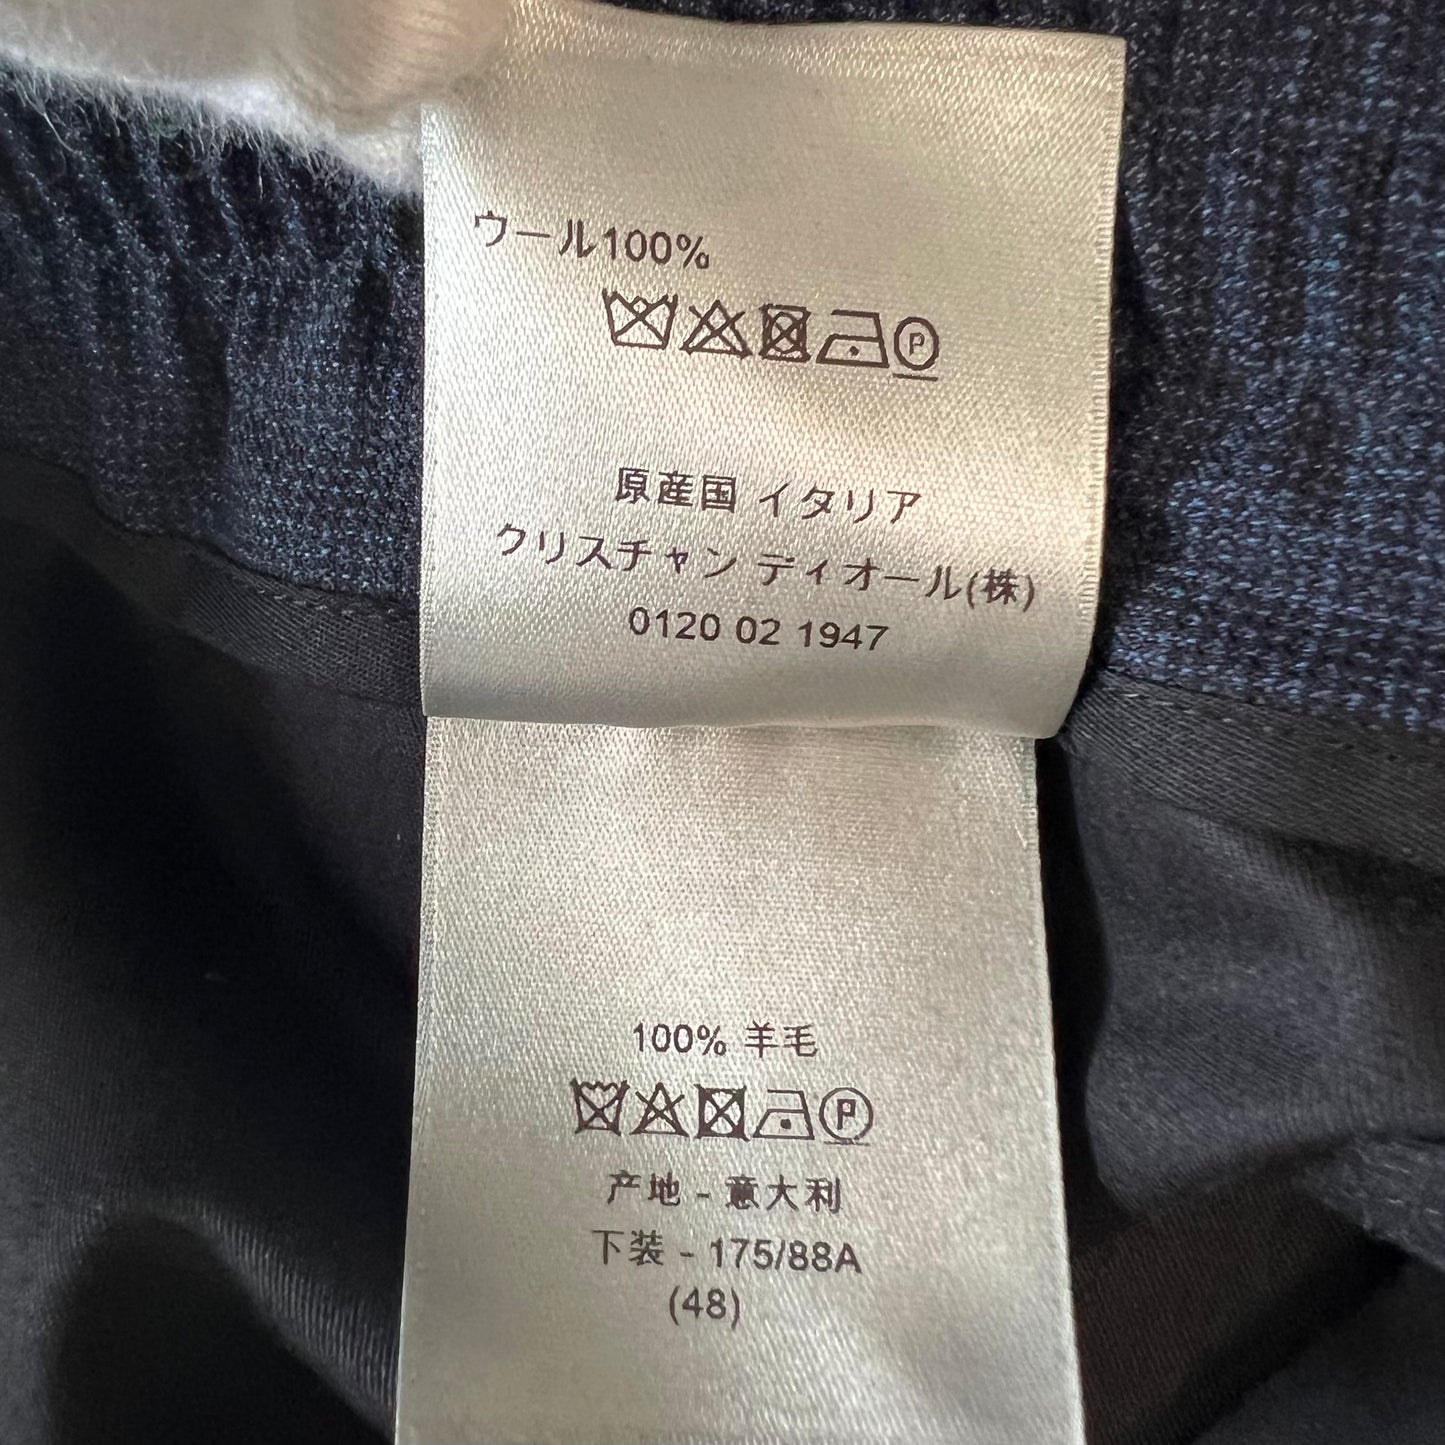 ウール100%
P
原産国 イタリア
クリスチャン ディオール(株)
0120 02 1947
100% 羊毛
P
产地 - 意大利
下装 - 175/88A
(48)